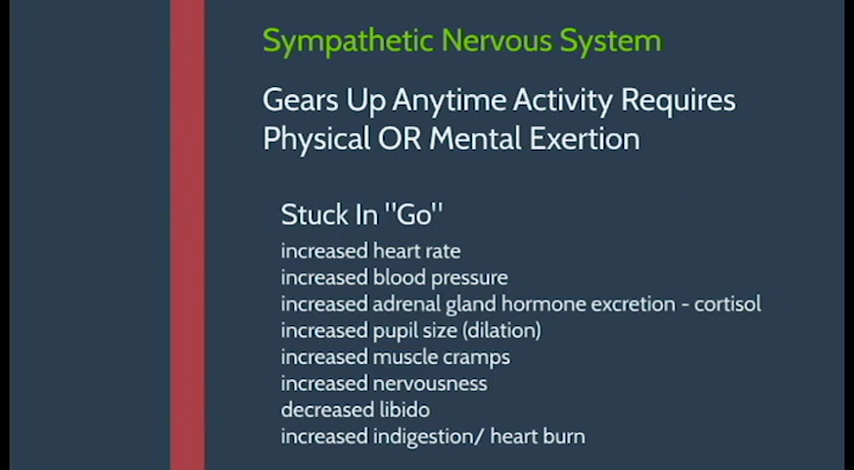 Sympathetic Nervous System
Gears Up Anytime Activity Requires
Physical OR Mental Exertion
Stuck In "Go"
increased heart rate
increased blood pressure
increased adrenal gland hormone excretion - cortisol
increased pupil size (dilation)
increased muscle cramps
increased nervousness
decreased libido
increased indigestion/ heart burn